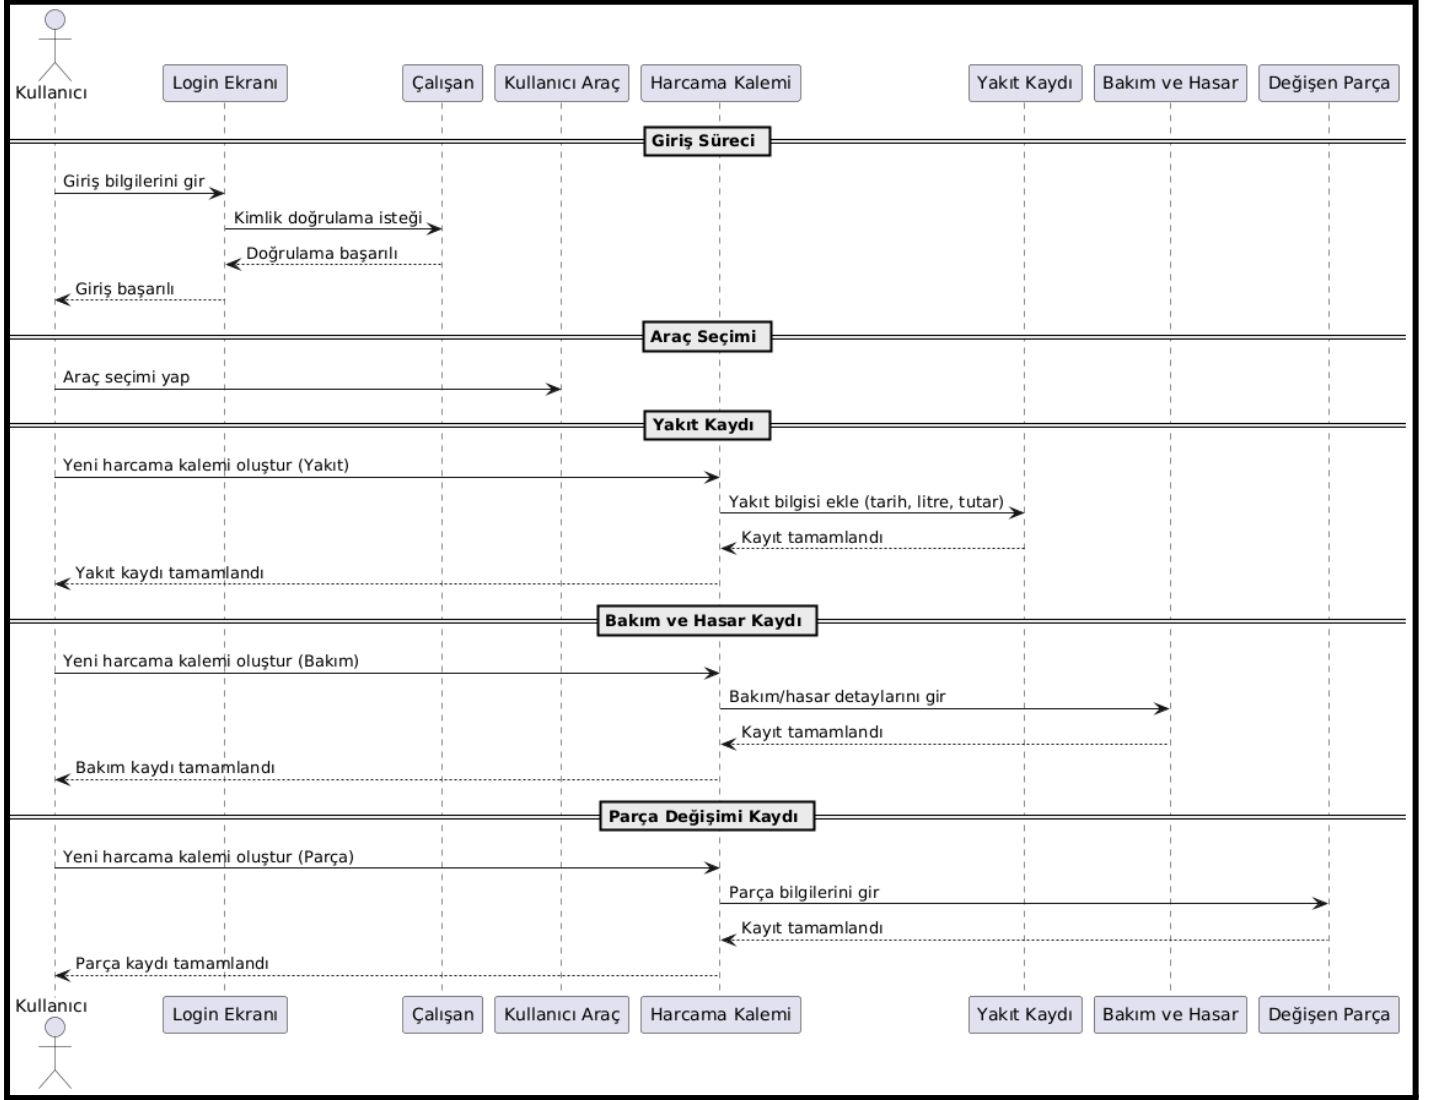 Kullanıcı
Login Ekranı
Çalışan
Kullanıcı Araç
Harcama Kalemi
Yakıt Kaydı
Bakım ve Hasar
Değişen Parça
Giriş Süreci
Giriş bilgilerini gir
Kimlik doğrulama isteği
Doğrulama başarılı
Giriş başarılı
Araç Seçimi
Araç seçimi yap
Yakıt Kaydı
Yeni harcama kalemi oluştur (Yakıt)
Yakıt bilgisi ekle (tarih, litre, tutar)
Kayıt tamamlandı
Yakıt kaydı tamamlandı
Bakım ve Hasar Kaydı
Yeni harcama kalemi oluştur (Bakım)
Bakım/hasar detaylarını gir
Kayıt tamamlandı
Bakım kaydı tamamlandı
Parça Değişimi Kaydı
Yeni harcama kalemi oluştur (Parça)
Parça bilgilerini gir
Kayıt tamamlandı
Parça kaydı tamamlandı
Kullanıcı
Login Ekranı
Çalışan
Kullanıcı Araç
Harcama Kalemi
Yakıt Kaydı
Bakım ve Hasar
Değişen Parça